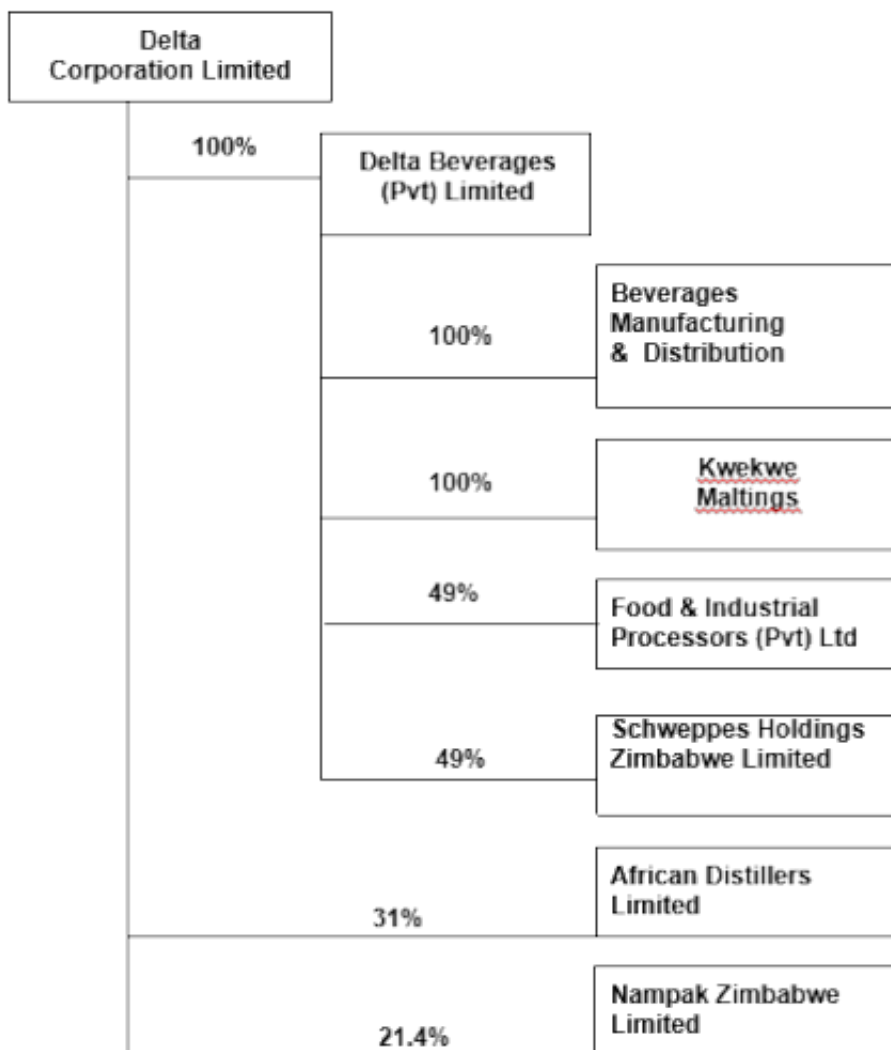 Delta
Corporation Limited
100%
Delta Beverages
(Pvt) Limited
100%
Beverages
Manufacturing
& Distribution
100%
Kwekwe
Maltings
49%
Food & Industrial
Processors (Pvt) Ltd
49%
Schweppes Holdings
Zimbabwe Limited
31%
African Distillers
Limited
21.4%
Nampak Zimbabwe
Limited